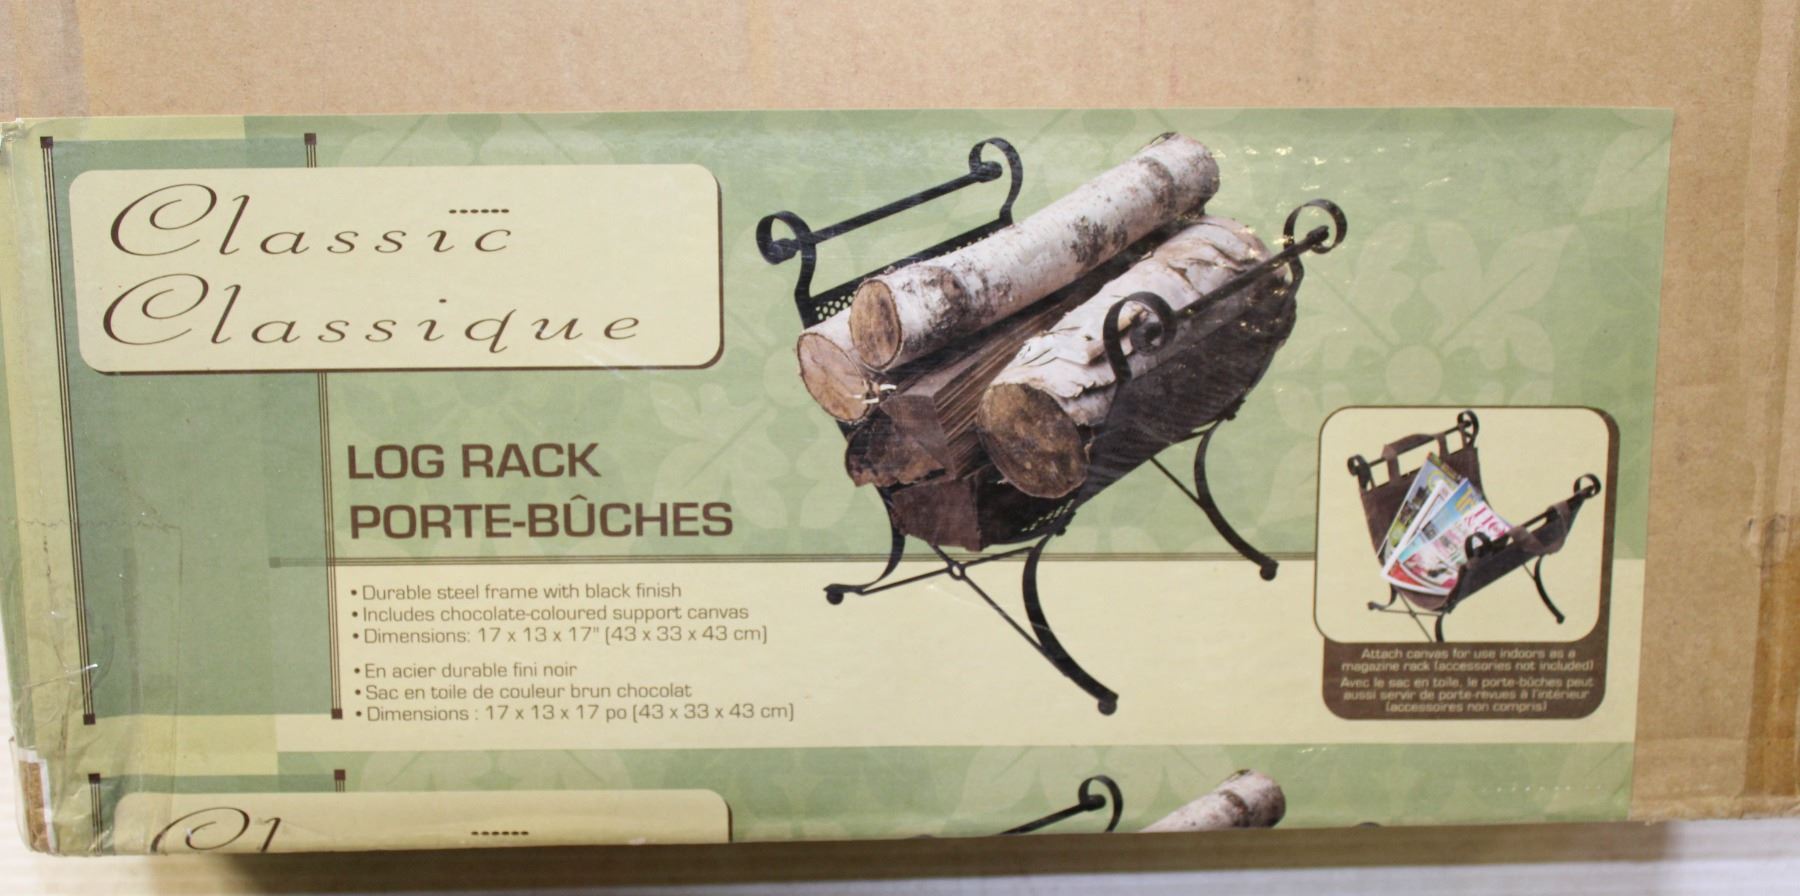 Classic
Classique
LOG RACK
PORTE-BÛCHES
• Durable steel frame with black finish
• Includes chocolate-coloured support canvas
• Dimensions: 17 x 13 x 17" (43 x 33 x 43 cm)
• En acier durable fini noir
• Sac en toile de couleur brun chocolat
• Dimensions : 17 x 13 x 17 po (43 x 33 x 43 cm)
Attach canvas for use indoors as a
magazine rack (accessories not included)
Avec le sac en toile, le porte-bûches peut
aussi servir de porte-revues à l'intérieur
(accessoires non compris)
Cl